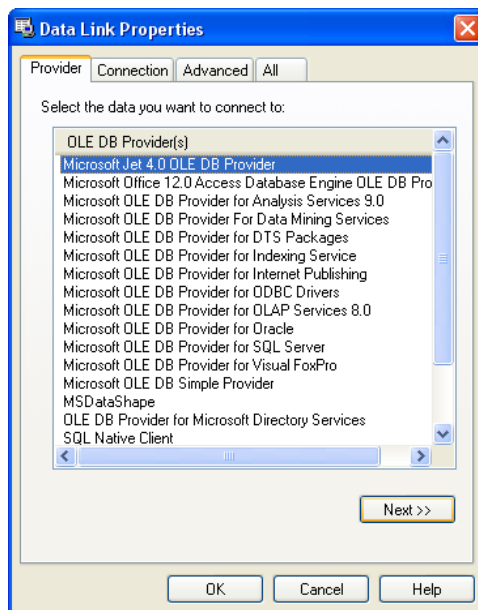 Data Link Properties
Provider Connection Advanced All
Select the data you want to connect to:
OLE DB Provider(s)
Microsoft Jet 4.0 OLE DB Provider
Microsoft Office 12.0 Access Database Engine OLE DB Pro
Microsoft OLE DB Provider for Analysis Services 9.0
Microsoft OLE DB Provider For Data Mining Services
Microsoft OLE DB Provider for DTS Packages
Microsoft OLE DB Provider for Indexing Service
Microsoft OLE DB Provider for Internet Publishing
Microsoft OLE DB Provider for ODBC Drivers
Microsoft OLE DB Provider for OLAP Services 8.0
Microsoft OLE DB Provider for Oracle
Microsoft OLE DB Provider for SQL Server
Microsoft OLE DB Provider for Visual FoxPro
Microsoft OLE DB Simple Provider
MSDataShape
OLE DB Provider for Microsoft Directory Services
SQL Native Client
Next >>
OK Cancel Help